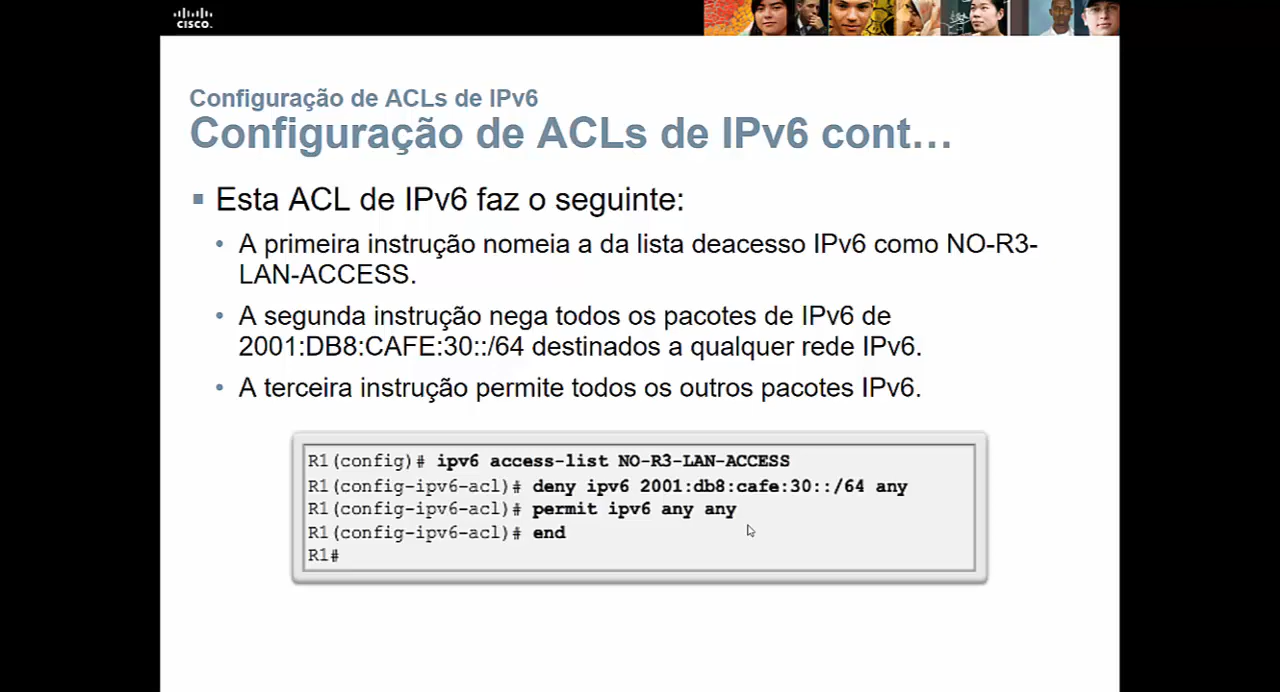 CISCO.
Configuração de ACLs de IPv6
Configuração de ACLs de IPv6 cont…
Esta ACL de IPv6 faz o seguinte:
A primeira instrução nomeia a da lista deacesso IPv6 como NO-R3-
LAN-ACCESS.
A segunda instrução nega todos os pacotes de IPv6 de
2001:DB8:CAFE:30::/64 destinados a qualquer rede IPv6.
A terceira instrução permite todos os outros pacotes IPv6.
R1(config)# ipv6 access-list NO-R3-LAN-ACCESS
R1(config-ipv6-acl)# deny ipv6 2001:db8:cafe:30::/64 any
R1(config-ipv6-acl)# permit ipv6 any any
R1(config-ipv6-acl)# end
R1#